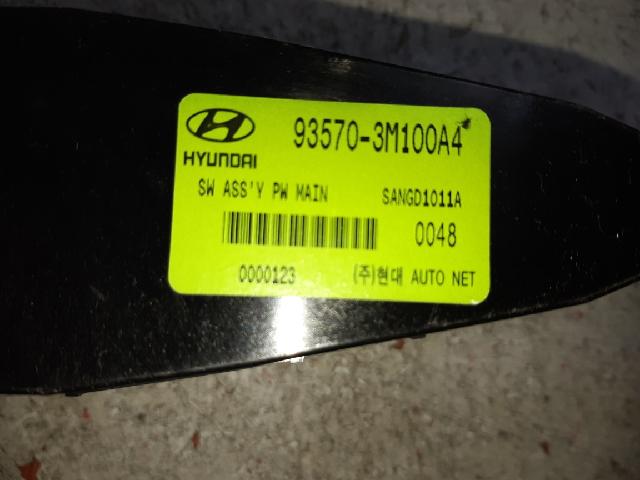 93570-3M100A4
HYUNDAI
SW ASS'Y PW MAIN SANGD1011A
0048
0000123 (주)현대 AUTO NET